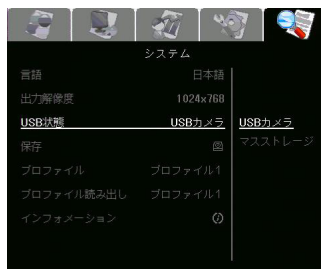 システム
言語 日本語
出力解像度 1024x768
USB状態 USBカメラ USBカメラ
保存 マスストレージ
プロファイル プロファイル1
プロファイル読み出し プロファイル1
インフォメーション